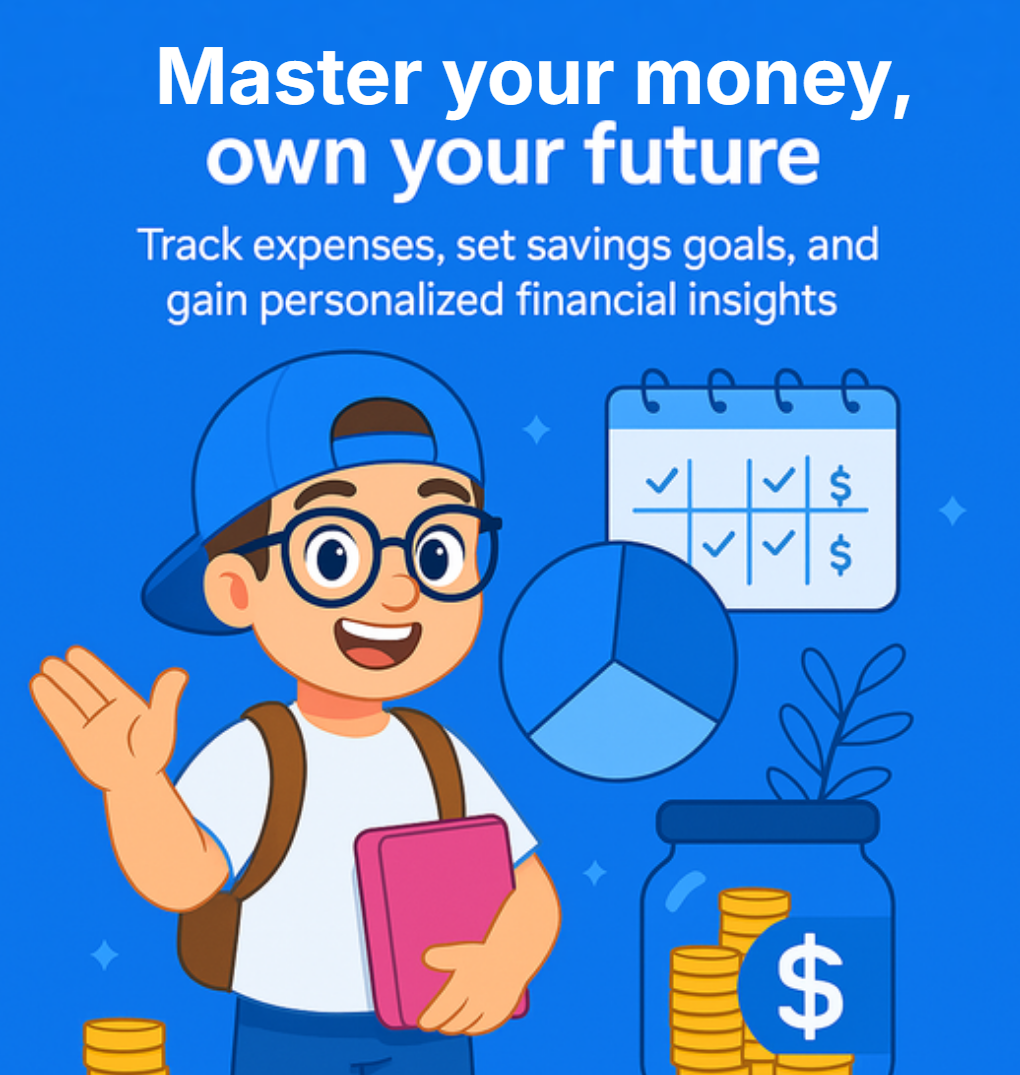 Master your money,
own your future
Track expenses, set savings goals, and
gain personalized financial insights
$
$
$